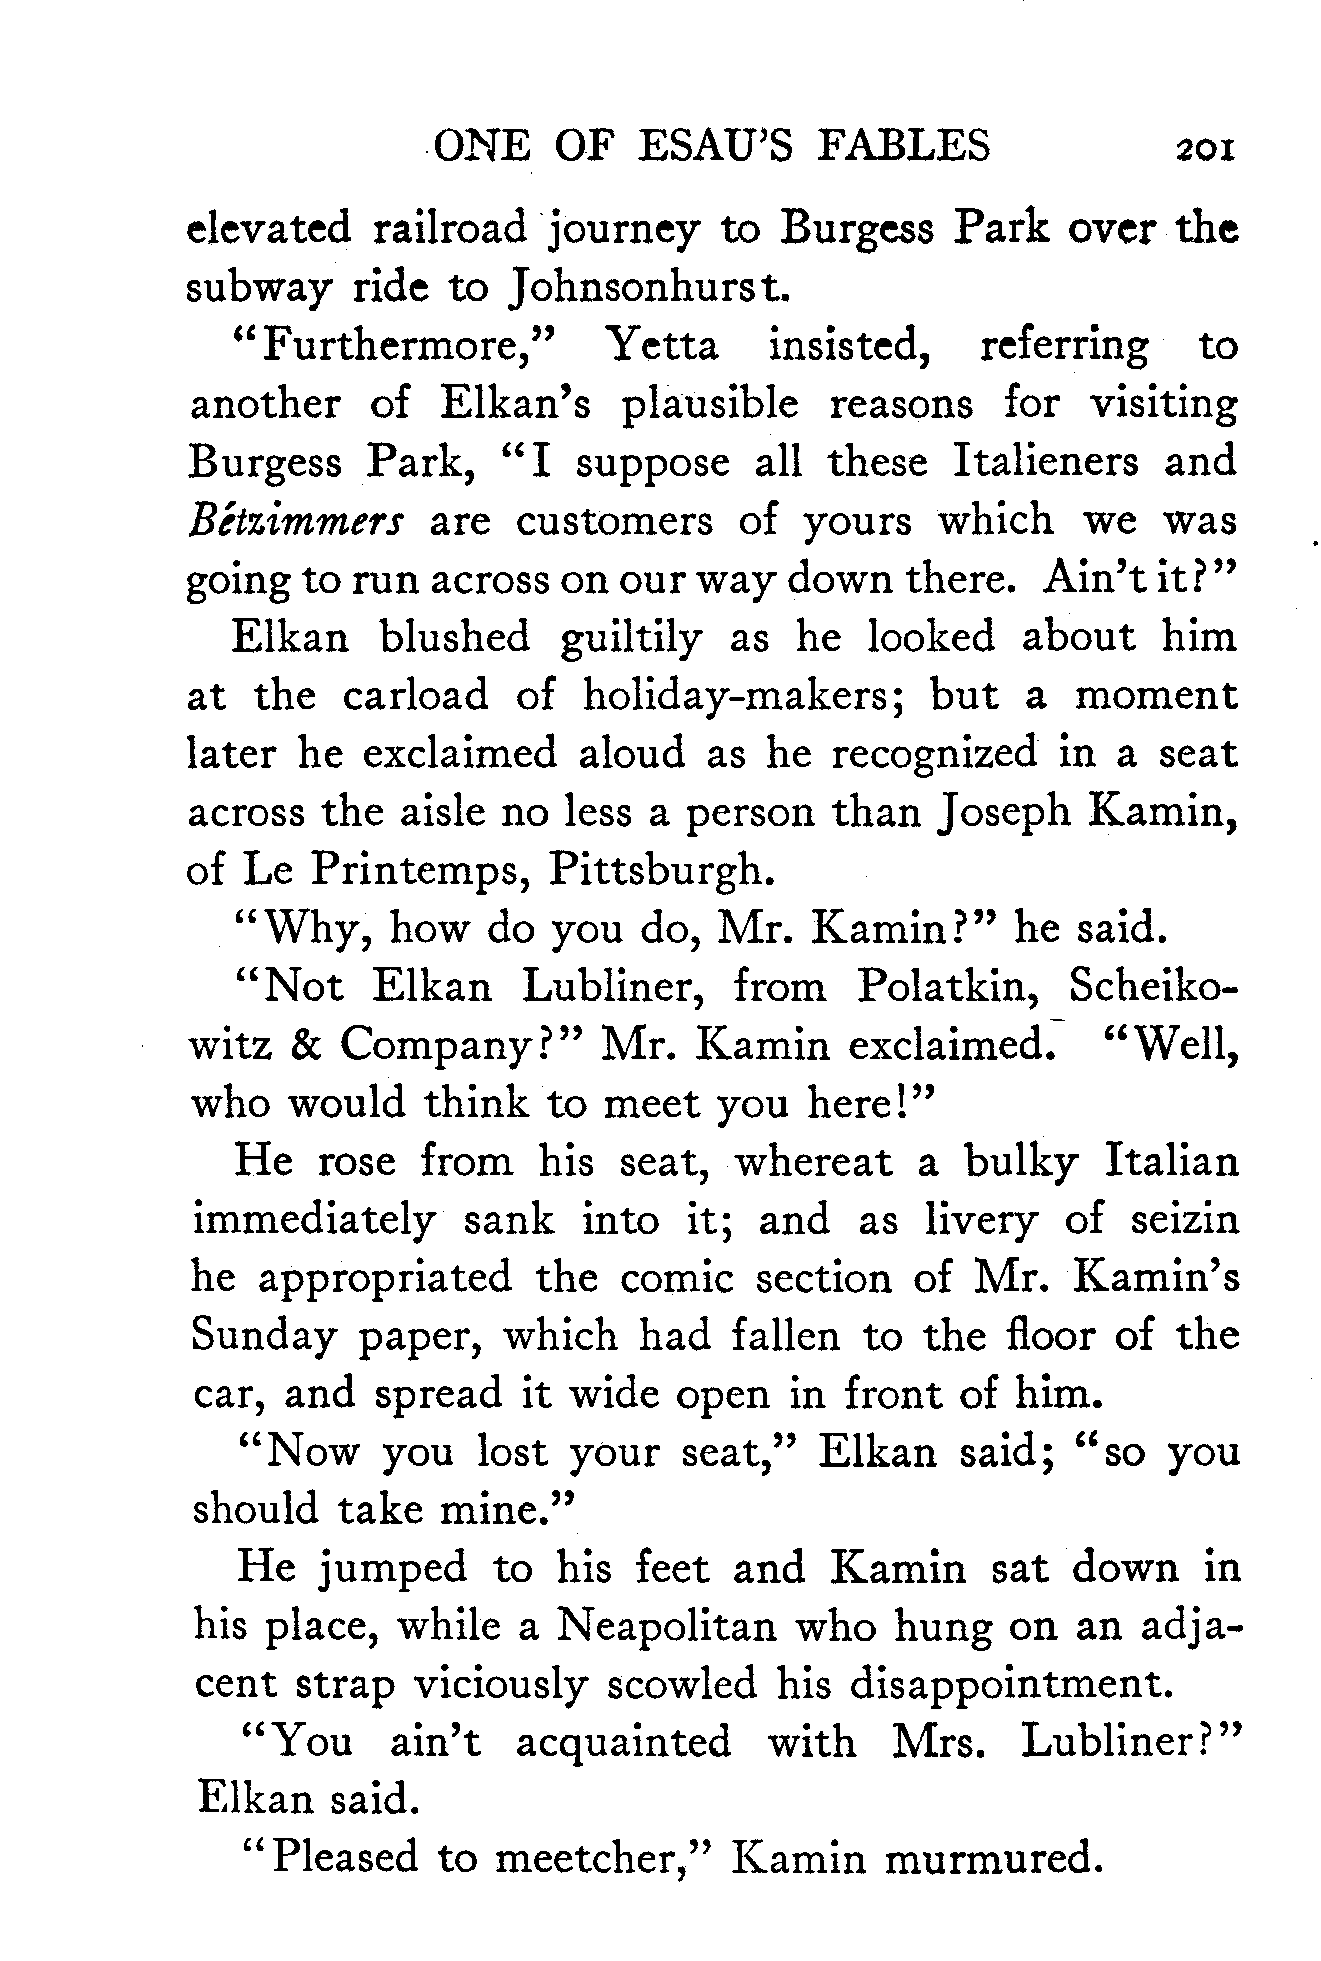 ONE OF ESAU'S FABLES 201
elevated railroad journey to Burgess Park over the
subway ride to Johnsonhurst.
“Furthermore,” Yetta insisted, referring to
another of Elkan's plausible reasons for visiting
Burgess Park, “I suppose all these Italieners and
Bétzimmers are customers of yours which we was
going to run across on our way down there. Ain't it?”
Elkan blushed guiltily as he looked about him
at the carload of holiday-makers; but a moment
later he exclaimed aloud as he recognized in a seat
across the aisle no less a person than Joseph Kamin,
of Le Printemps, Pittsburgh.
“Why, how do you do, Mr. Kamin?” he said.
“Not Elkan Lubliner, from Polatkin, Scheiko-
witz & Company?” Mr. Kamin exclaimed. “Well,
who would think to meet you here!”
He rose from his seat, whereat a bulky Italian
immediately sank into it; and as livery of seizin
he appropriated the comic section of Mr. Kamin's
Sunday paper, which had fallen to the floor of the
car, and spread it wide open in front of him.
“Now you lost your seat,” Elkan said; “so you
should take mine.”
He jumped to his feet and Kamin sat down in
his place, while a Neapolitan who hung on an adja-
cent strap viciously scowled his disappointment.
“You ain't acquainted with Mrs. Lubliner?”
Elkan said.
“Pleased to meetcher,” Kamin murmured.